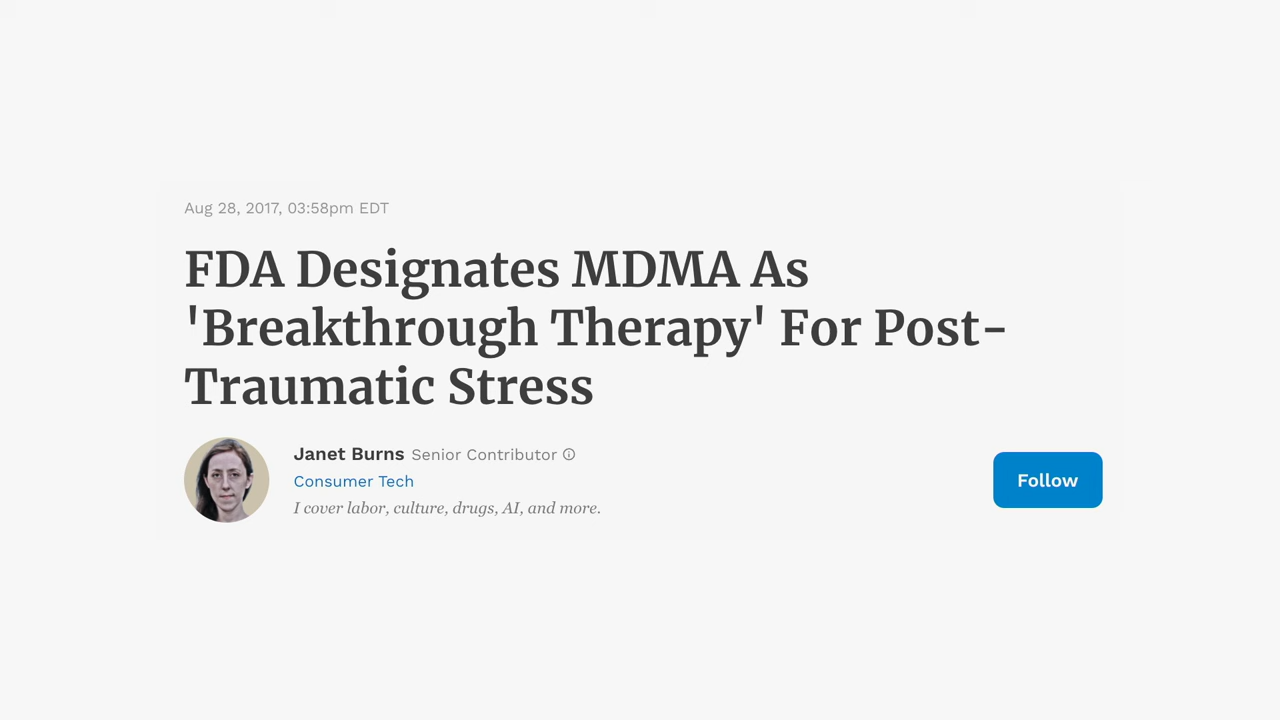 Aug 28, 2017, 03:58pm EDT
FDA Designates MDMA As
'Breakthrough Therapy' For Post-
Traumatic Stress
Janet Burns Senior Contributor
Consumer Tech
I cover labor, culture, drugs, AI, and more.
Follow